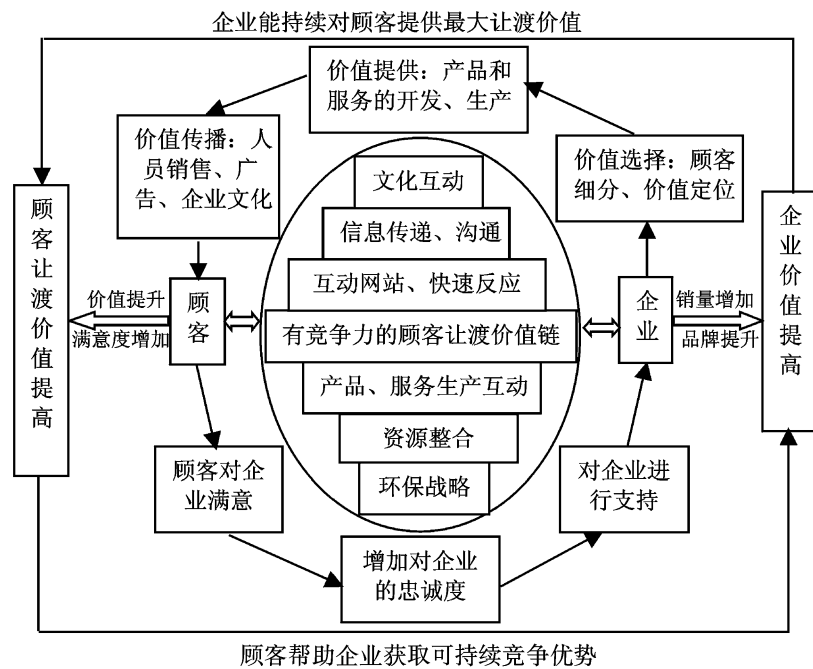 企业能持续对顾客提供最大让渡价值
价值提供：产品和
服务的开发、生产
价值传播：人
员销售、广
告、企业文化
价值选择：顾客
细分、价值定位
文化互动
信息传递、沟通
互动网站、快速反应
有竞争力的顾客让渡价值链
产品、服务生产互动
资源整合
环保战略
顾客让渡价值提高
价值提升
满意度增加
顾客
企业
销量增加
品牌提升
企业价值提高
顾客对企
业满意
增加对企业
的忠诚度
对企业进
行支持
顾客帮助企业获取可持续竞争优势